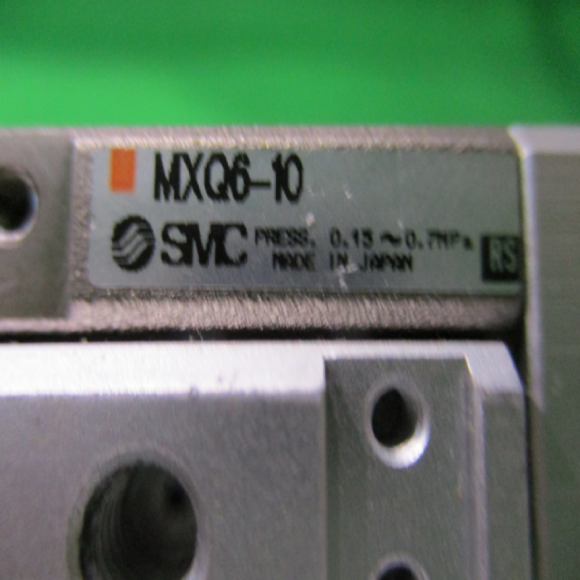 MXQ6-10
SMC PRESS. 0.15~0.7MPa
MADE IN JAPAN RS